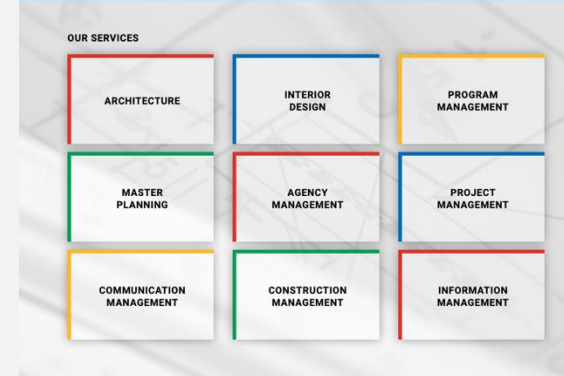 OUR SERVICES
ARCHITECTURE
INTERIOR
DESIGN
PROGRAM
MANAGEMENT
MASTER
PLANNING
AGENCY
MANAGEMENT
PROJECT
MANAGEMENT
COMMUNICATION
MANAGEMENT
CONSTRUCTION
MANAGEMENT
INFORMATION
MANAGEMENT